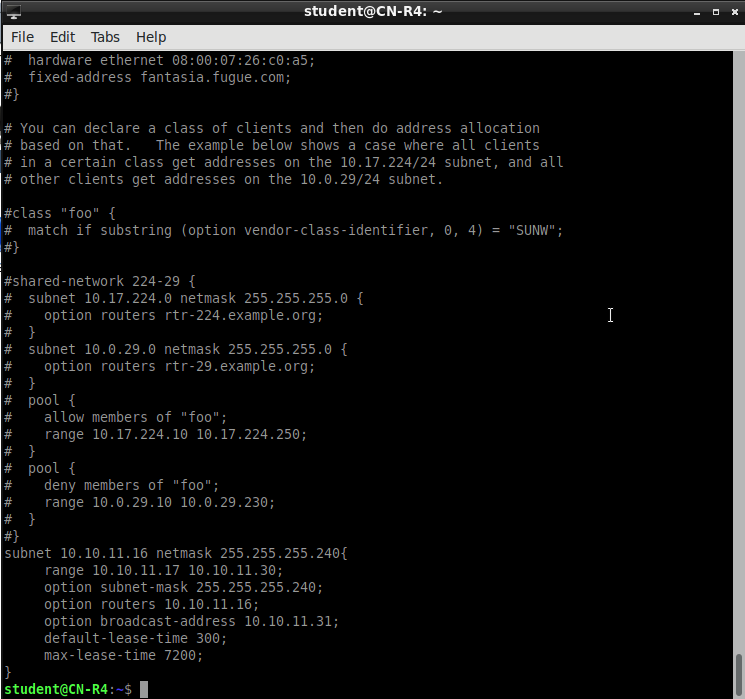 student@CN-R4: ~
File Edit Tabs Help
#  hardware ethernet 08:00:07:26:c0:a5;
#  fixed-address fantasia.fugue.com;
#}

# You can declare a class of clients and then do address allocation
# based on that.   The example below shows a case where all clients
# in a certain class get addresses on the 10.17.224/24 subnet, and all
# other clients get addresses on the 10.0.29/24 subnet.

#class "foo" {
#  match if substring (option vendor-class-identifier, 0, 4) = "SUNW";
#}

#shared-network 224-29 {
#  subnet 10.17.224.0 netmask 255.255.255.0 {
#    option routers rtr-224.example.org;
#  }
#  subnet 10.0.29.0 netmask 255.255.255.0 {
#    option routers rtr-29.example.org;
#  }
#  pool {
#    allow members of "foo";
#    range 10.17.224.10 10.17.224.250;
#  }
#  pool {
#    deny members of "foo";
#    range 10.0.29.10 10.0.29.230;
#  }
#}
subnet 10.10.11.16 netmask 255.255.255.240{
     range 10.10.11.17 10.10.11.30;
     option subnet-mask 255.255.255.240;
     option routers 10.10.11.16;
     option broadcast-address 10.10.11.31;
     default-lease-time 300;
     max-lease-time 7200;
}
student@CN-R4:~$